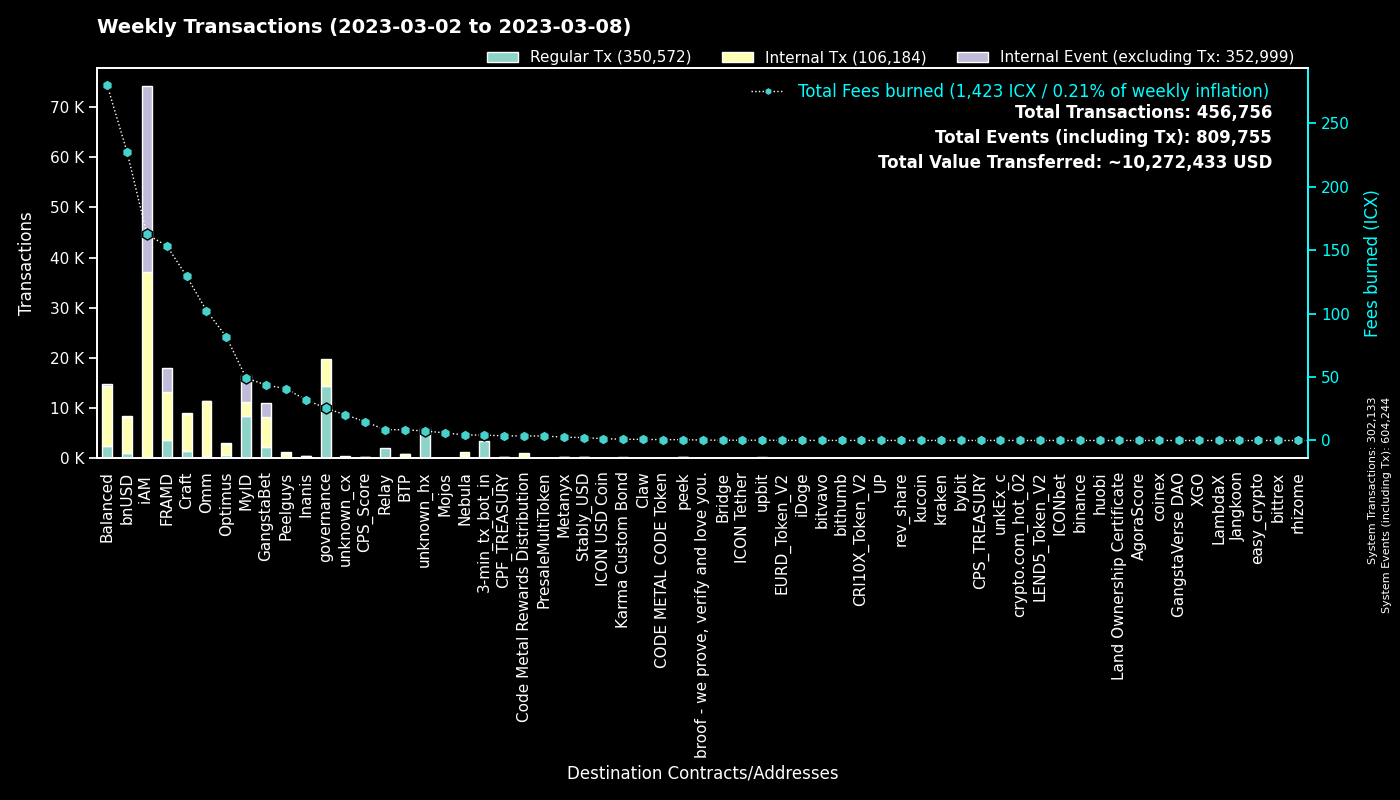 Weekly Transactions (2023-03-02 to 2023-03-08)
Regular Tx (350,572)
Internal Tx (106,184)
Internal Event (excluding Tx: 352,999)
Total Fees burned (1,423 ICX / 0.21% of weekly inflation)
Total Transactions: 456,756
Total Events (including Tx): 809,755
Total Value Transferred: ~10,272,433 USD
Transactions
70 K
60 K
50 K
40 K
30 K
20 K
10 K
0 K
250
200
150
100
50
0
Fees burned (ICX)
System Transactions: 302,133
System Events (including Tx): 604,244
Balanced
bnUSD
iAM
FRAMD
Craft
Omm
Optimus
MyID
GangstaBet
Peelguys
Inanis
governance
unknown_cx
CPS_Score
Relay
BTP
unknown_hx
Mojos
Nebula
3-min_tx_bot_in
CPF_TREASURY
Code Metal Rewards Distribution
PresaleMultiToken
Metanyx
Stably_USD
ICON USD Coin
Karma Custom Bond
Claw
CODE METAL CODE Token
peek
broof - we prove, verify and love you.
Bridge
ICON Tether
upbit
EURD_Token_V2
iDoge
bitvavo
bithumb
CRI10X_Token_V2
UP
rev_share
kucoin
kraken
bybit
CPS_TREASURY
unkEx_c
crypto.com_hot_02
LEND5_Token_V2
ICONbet
binance
huobi
Land Ownership Certificate
AgoraScore
coinex
GangstaVerse DAO
XGO
LambdaX
Jangkoon
easy_crypto
bittrex
rhizome
Destination Contracts/Addresses